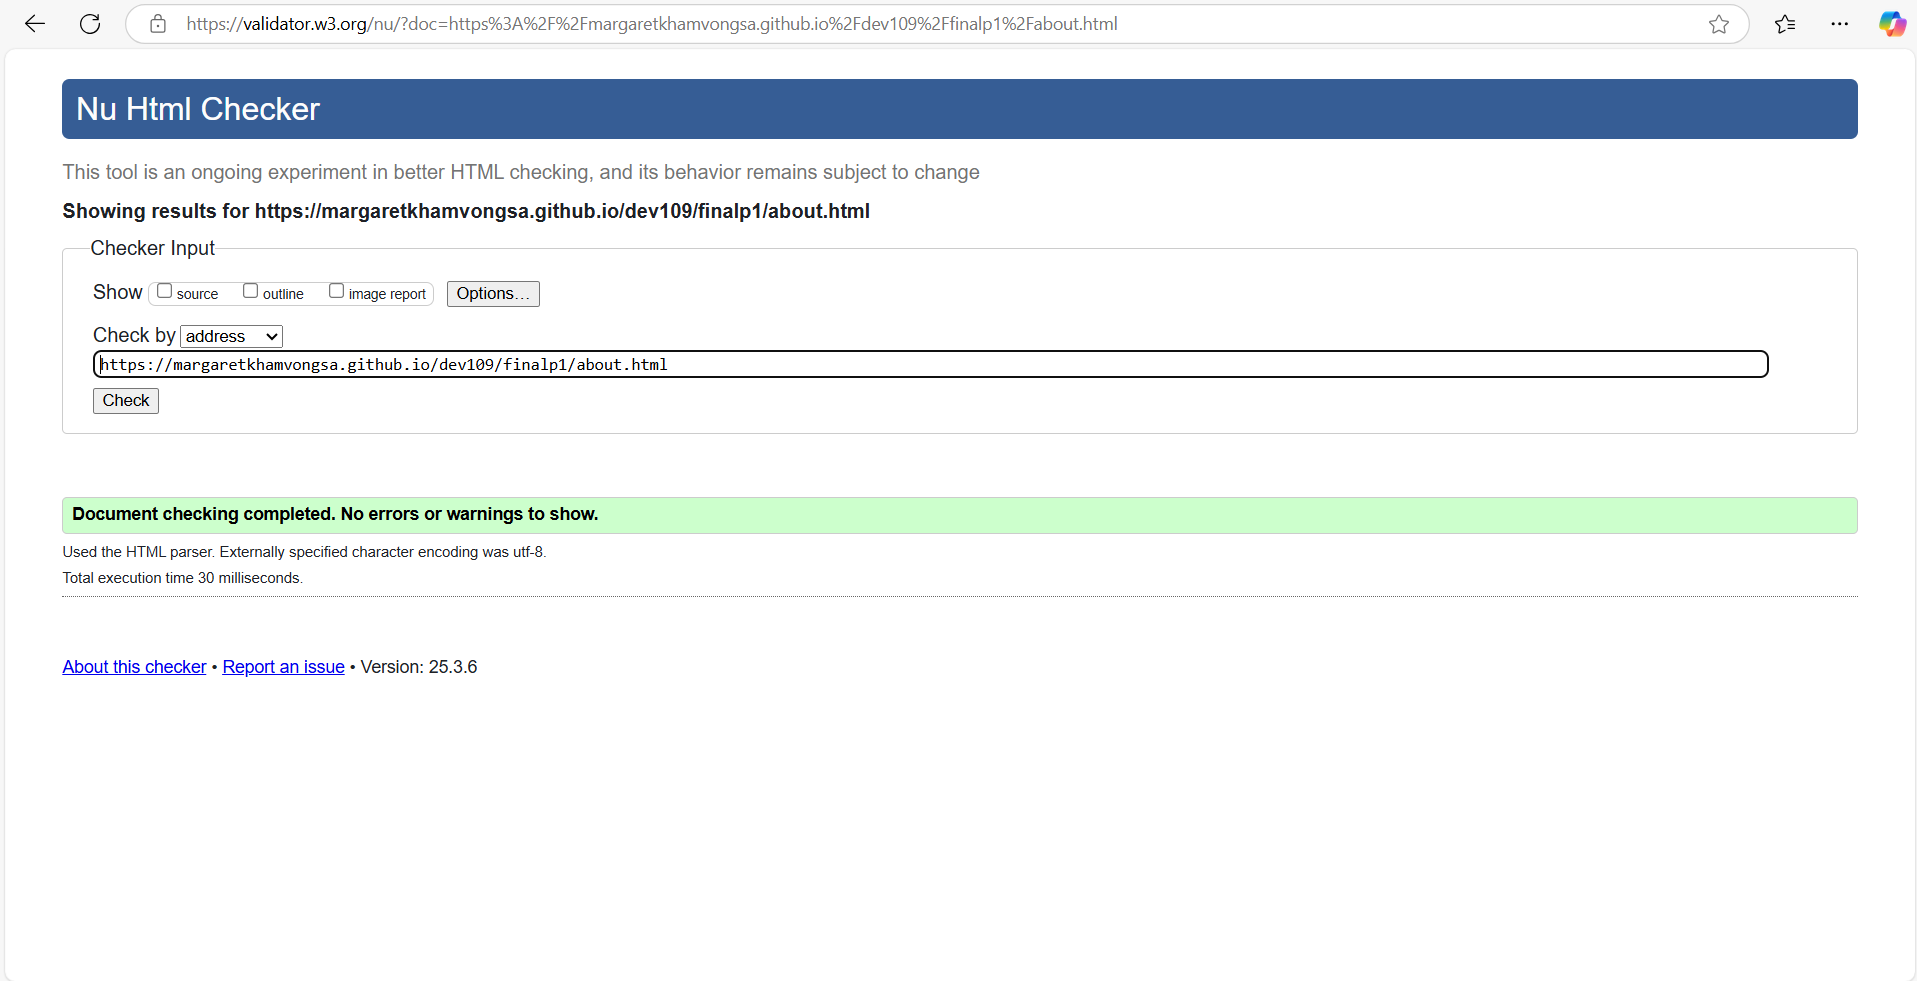 https://validator.w3.org/nu/?doc=https%3A%2F%2Fmargaretkhamvongsa.github.io%2Fdev109%2Ffinalp1%2Fabout.html
Nu Html Checker
This tool is an ongoing experiment in better HTML checking, and its behavior remains subject to change
Showing results for https://margaretkhamvongsa.github.io/dev109/finalp1/about.html
Checker Input
Show source outline image report Options…
Check by address
https://margaretkhamvongsa.github.io/dev109/finalp1/about.html
Check
Document checking completed. No errors or warnings to show.
Used the HTML parser. Externally specified character encoding was utf-8.
Total execution time 30 milliseconds.
About this checker • Report an issue • Version: 25.3.6